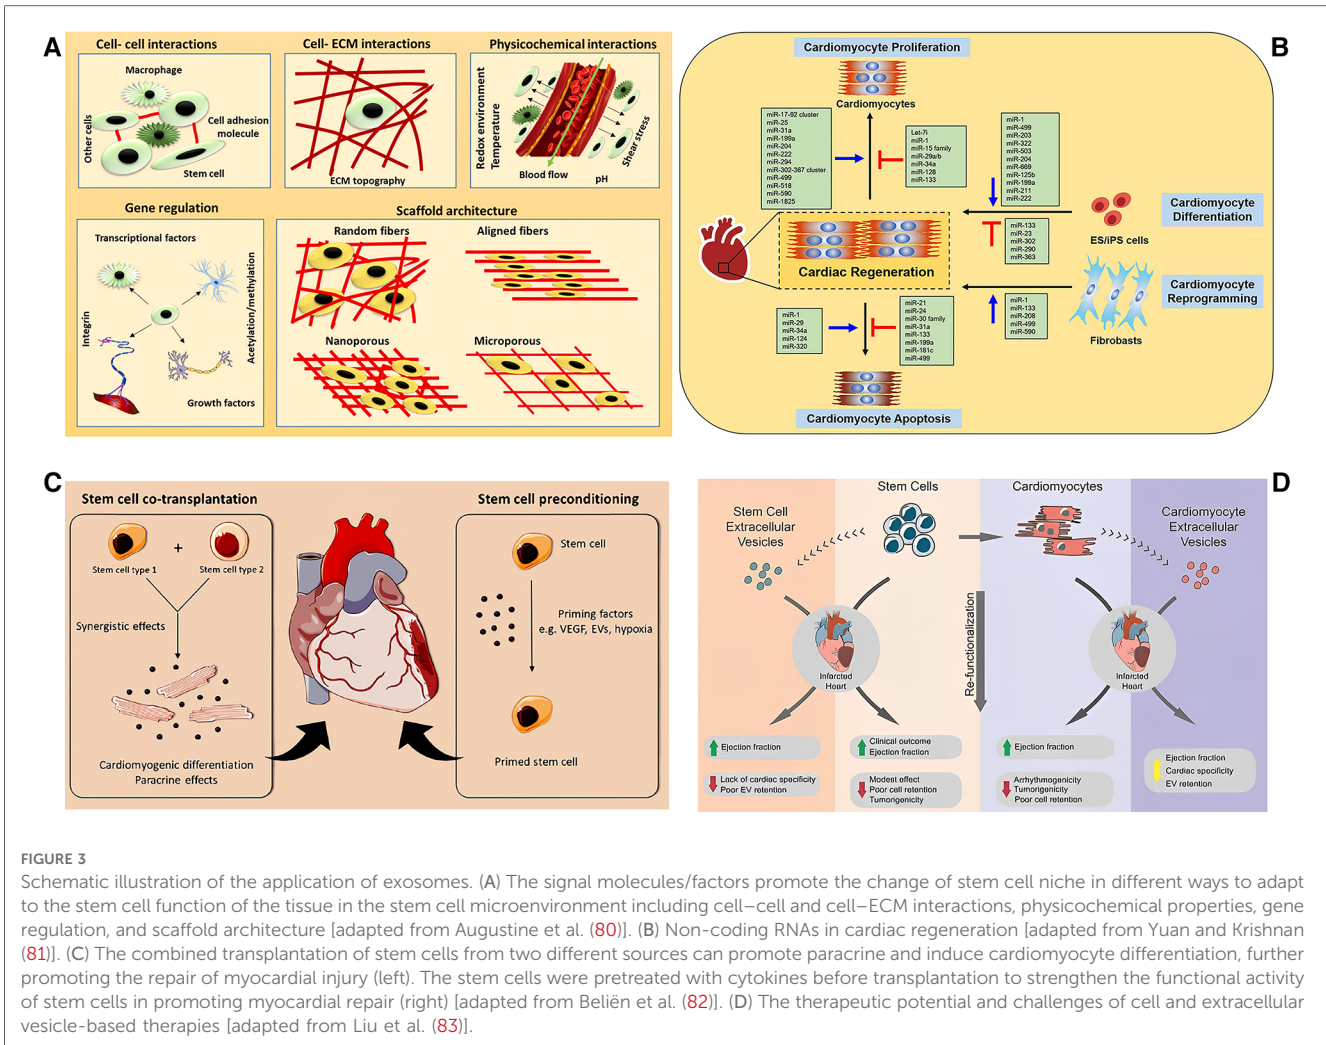 A
Cell- cell interactions
Macrophage
Other cells
Cell adhesion
molecule
Stem cell
Cell- ECM interactions
ECM topography
Physicochemical interactions
Redox environment
Temperature
Shear stress
Blood flow
pH
Gene regulation
Transcriptional factors
Integrin
Acetylation/methylation
Growth factors
Scaffold architecture
Random fibers
Aligned fibers
Nanoporous
Microporous
B
Cardiomyocyte Proliferation
Cardiomyocytes
miR-17-92 cluster
miR-25
miR-31a
miR-199a
miR-204
miR-222
miR-294
miR-302-367 cluster
miR-499
miR-518
miR-590
miR-1825
Let-7i
miR-1
miR-15 family
miR-29a/b
miR-34a
miR-128
miR-133
miR-1
miR-499
miR-203
miR-322
miR-503
miR-204
miR-669
miR-125b
miR-199a
miR-211
miR-222
Cardiomyocyte
Differentiation
ES/iPS cells
miR-133
miR-23
miR-302
miR-290
miR-363
Cardiac Regeneration
Cardiomyocyte
Reprogramming
miR-1
miR-133
miR-208
miR-499
miR-590
Fibrobasts
miR-1
miR-29
miR-34a
miR-124
miR-320
miR-21
miR-24
miR-30 family
miR-31a
miR-133
miR-199a
miR-181c
miR-499
Cardiomyocyte Apoptosis
C
Stem cell co-transplantation
+
Stem cell type 1
Stem cell type 2
Synergistic effects
Cardiomyogenic differentiation
Paracrine effects
Stem cell preconditioning
Stem cell
Priming factors
e.g. VEGF, EVs, hypoxia
Primed stem cell
D
Stem Cell
Extracellular
Vesicles
Stem Cells
Cardiomyocytes
Cardiomyocyte
Extracellular
Vesicles
Infarcted
Heart
Re-functionalization
Infarcted
Heart
Ejection fraction
Clinical outcome
Ejection fraction
Ejection fraction
Ejection fraction
Cardiac specificity
EV retention
Lack of cardiac specificity
Poor EV retention
Modest effect
Poor cell retention
Tumorigenicity
Arrhythmogenicity
Tumorigenicity
Poor cell retention
FIGURE 3
Schematic illustration of the application of exosomes. (A) The signal molecules/factors promote the change of stem cell niche in different ways to adapt
to the stem cell function of the tissue in the stem cell microenvironment including cell–cell and cell–ECM interactions, physicochemical properties, gene
regulation, and scaffold architecture [adapted from Augustine et al. (80)]. (B) Non-coding RNAs in cardiac regeneration [adapted from Yuan and Krishnan
(81)]. (C) The combined transplantation of stem cells from two different sources can promote paracrine and induce cardiomyocyte differentiation, further
promoting the repair of myocardial injury (left). The stem cells were pretreated with cytokines before transplantation to strengthen the functional activity
of stem cells in promoting myocardial repair (right) [adapted from Beliën et al. (82)]. (D) The therapeutic potential and challenges of cell and extracellular
vesicle-based therapies [adapted from Liu et al. (83)].